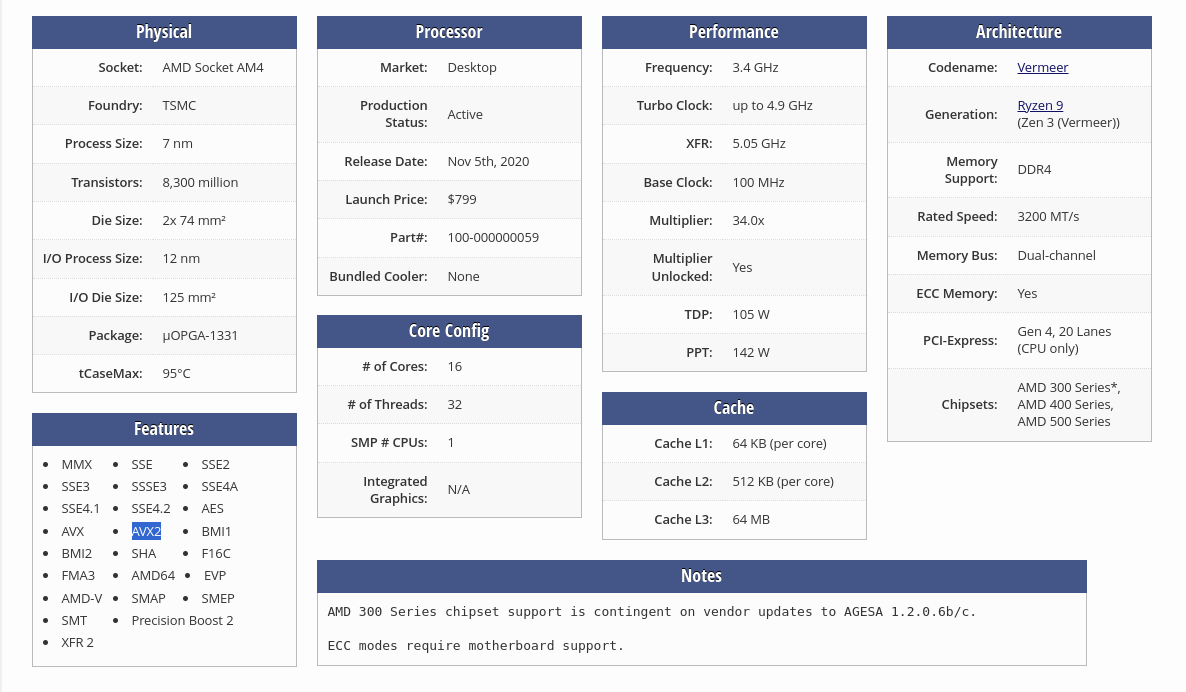 Physical
Socket: AMD Socket AM4
Foundry: TSMC
Process Size: 7 nm
Transistors: 8,300 million
Die Size: 2x 74 mm²
I/O Process Size: 12 nm
I/O Die Size: 125 mm²
Package: µOPGA-1331
tCaseMax: 95°C
Features
MMX SSE SSE2
SSE3 SSSE3 SSE4A
SSE4.1 SSE4.2 AES
AVX AVX2 BMI1
BMI2 SHA F16C
FMA3 AMD64 EVP
AMD-V SMAP SMEP
SMT Precision Boost 2
XFR 2
Processor
Market: Desktop
Production
Status: Active
Release Date: Nov 5th, 2020
Launch Price: $799
Part#: 100-000000059
Bundled Cooler: None
Core Config
# of Cores: 16
# of Threads: 32
SMP # CPUs: 1
Integrated
Graphics: N/A
Performance
Frequency: 3.4 GHz
Turbo Clock: up to 4.9 GHz
XFR: 5.05 GHz
Base Clock: 100 MHz
Multiplier: 34.0x
Multiplier
Unlocked: Yes
TDP: 105 W
PPT: 142 W
Cache
Cache L1: 64 KB (per core)
Cache L2: 512 KB (per core)
Cache L3: 64 MB
Architecture
Codename: Vermeer
Generation: Ryzen 9
(Zen 3 (Vermeer))
Memory
Support: DDR4
Rated Speed: 3200 MT/s
Memory Bus: Dual-channel
ECC Memory: Yes
PCI-Express: Gen 4, 20 Lanes
(CPU only)
Chipsets: AMD 300 Series*,
AMD 400 Series,
AMD 500 Series
Notes
AMD 300 Series chipset support is contingent on vendor updates to AGESA 1.2.0.6b/c.
ECC modes require motherboard support.